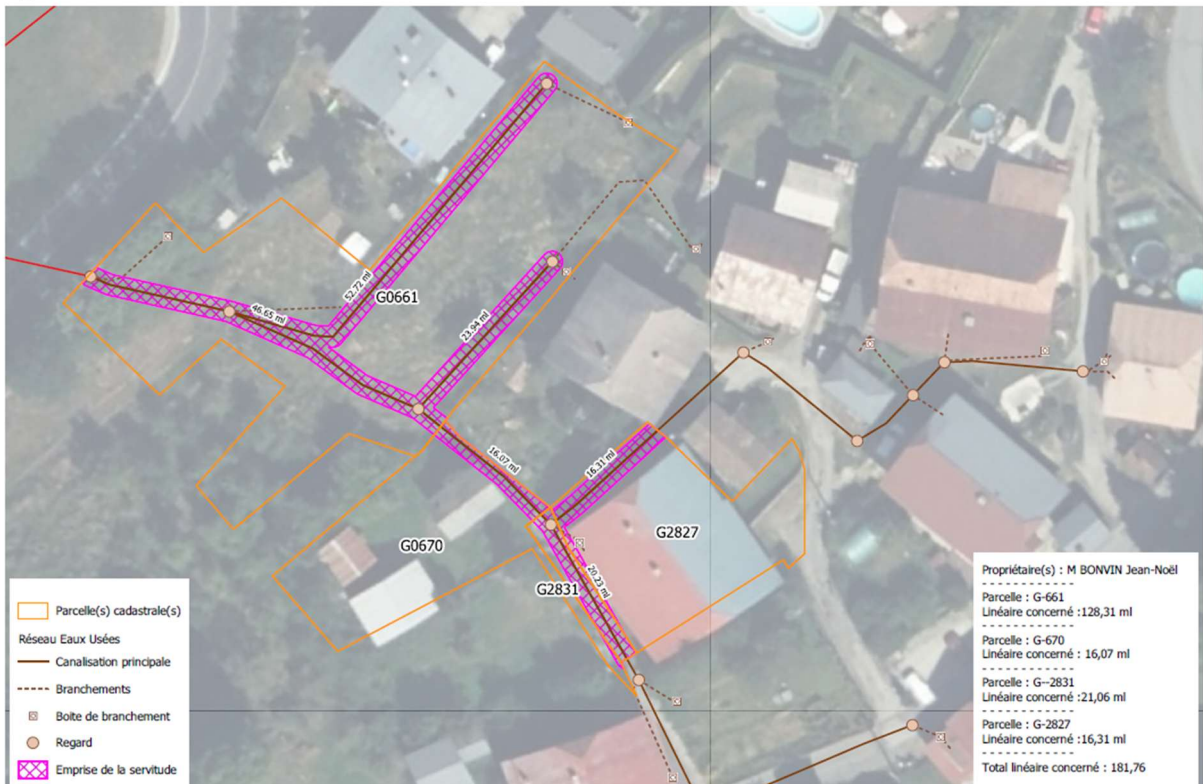 52.72 ml
G0661
46.65 ml
23.94 ml
16.07 ml
16.31 ml
G0670
G2827
20.23 ml
G2831
Parcelle(s) cadastrale(s)
Réseau Eaux Usées
Canalisation principale
Branchements
Boite de branchement
Regard
Emprise de la servitude
Propriétaire(s) : M BONVIN Jean-Noël
- - - - - - - - - - - - -
Parcelle : G-661
Linéaire concerné :128,31 ml
- - - - - - - - - - - - -
Parcelle : G-670
Linéaire concerné : 16,07 ml
- - - - - - - - - - - - -
Parcelle : G--2831
Linéaire concerné :21,06 ml
- - - - - - - - - - - - -
Parcelle : G-2827
Linéaire concerné :16,31 ml
- - - - - - - - - - - - -
Total linéaire concerné : 181,76